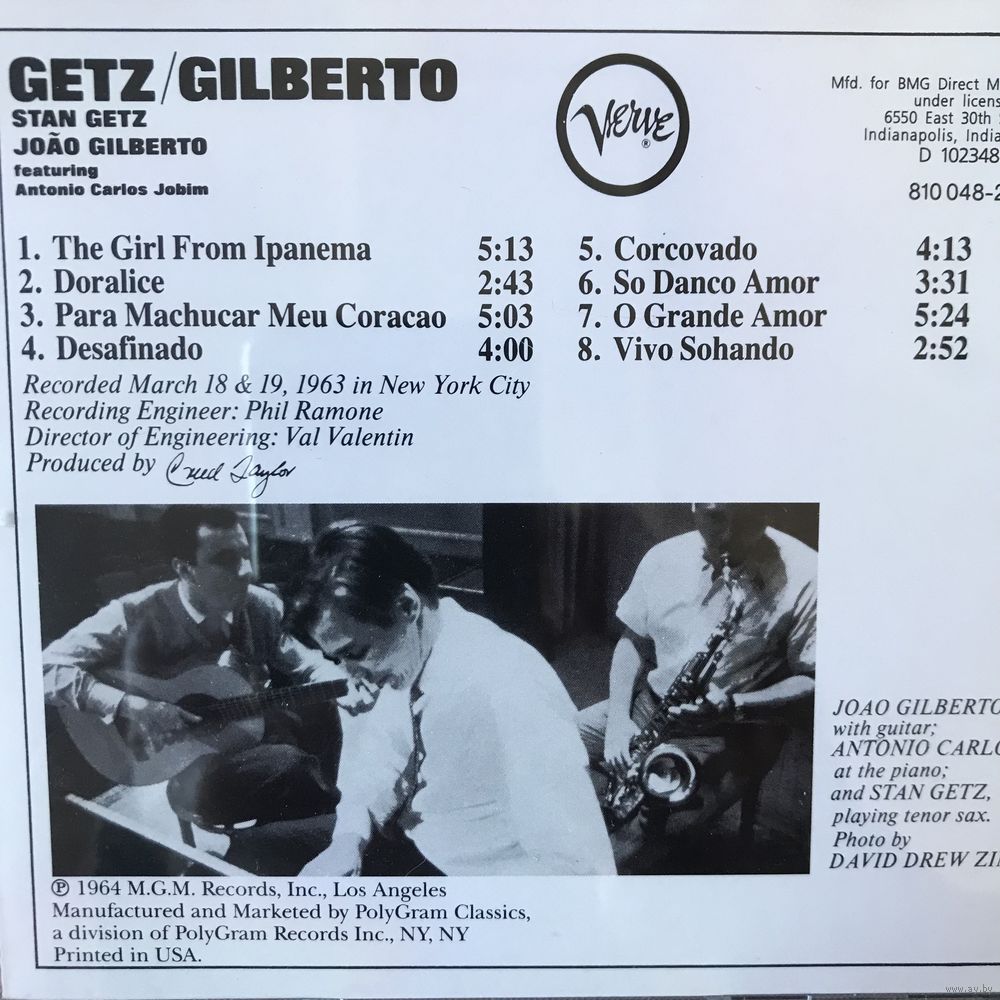 GETZ/GILBERTO
STAN GETZ
JOÃO GILBERTO
featuring
Antonio Carlos Jobim
VERVE
®
Mfd. for BMG Direct M
under licens
6550 East 30th
Indianapolis, India
D 102348
810 048-2
1. The Girl From Ipanema 5:13
2. Doralice 2:43
3. Para Machucar Meu Coracao 5:03
4. Desafinado 4:00
5. Corcovado 4:13
6. So Danco Amor 3:31
7. O Grande Amor 5:24
8. Vivo Sohando 2:52
Recorded March 18 & 19, 1963 in New York City
Recording Engineer: Phil Ramone
Director of Engineering: Val Valentin
Produced by Creed Taylor
JOAO GILBERTO
with guitar;
ANTONIO CARLO
at the piano;
and STAN GETZ,
playing tenor sax.
Photo by
DAVID DREW ZI
℗ 1964 M.G.M. Records, Inc., Los Angeles
Manufactured and Marketed by PolyGram Classics,
a division of PolyGram Records Inc., NY, NY
Printed in USA.
www.av.by